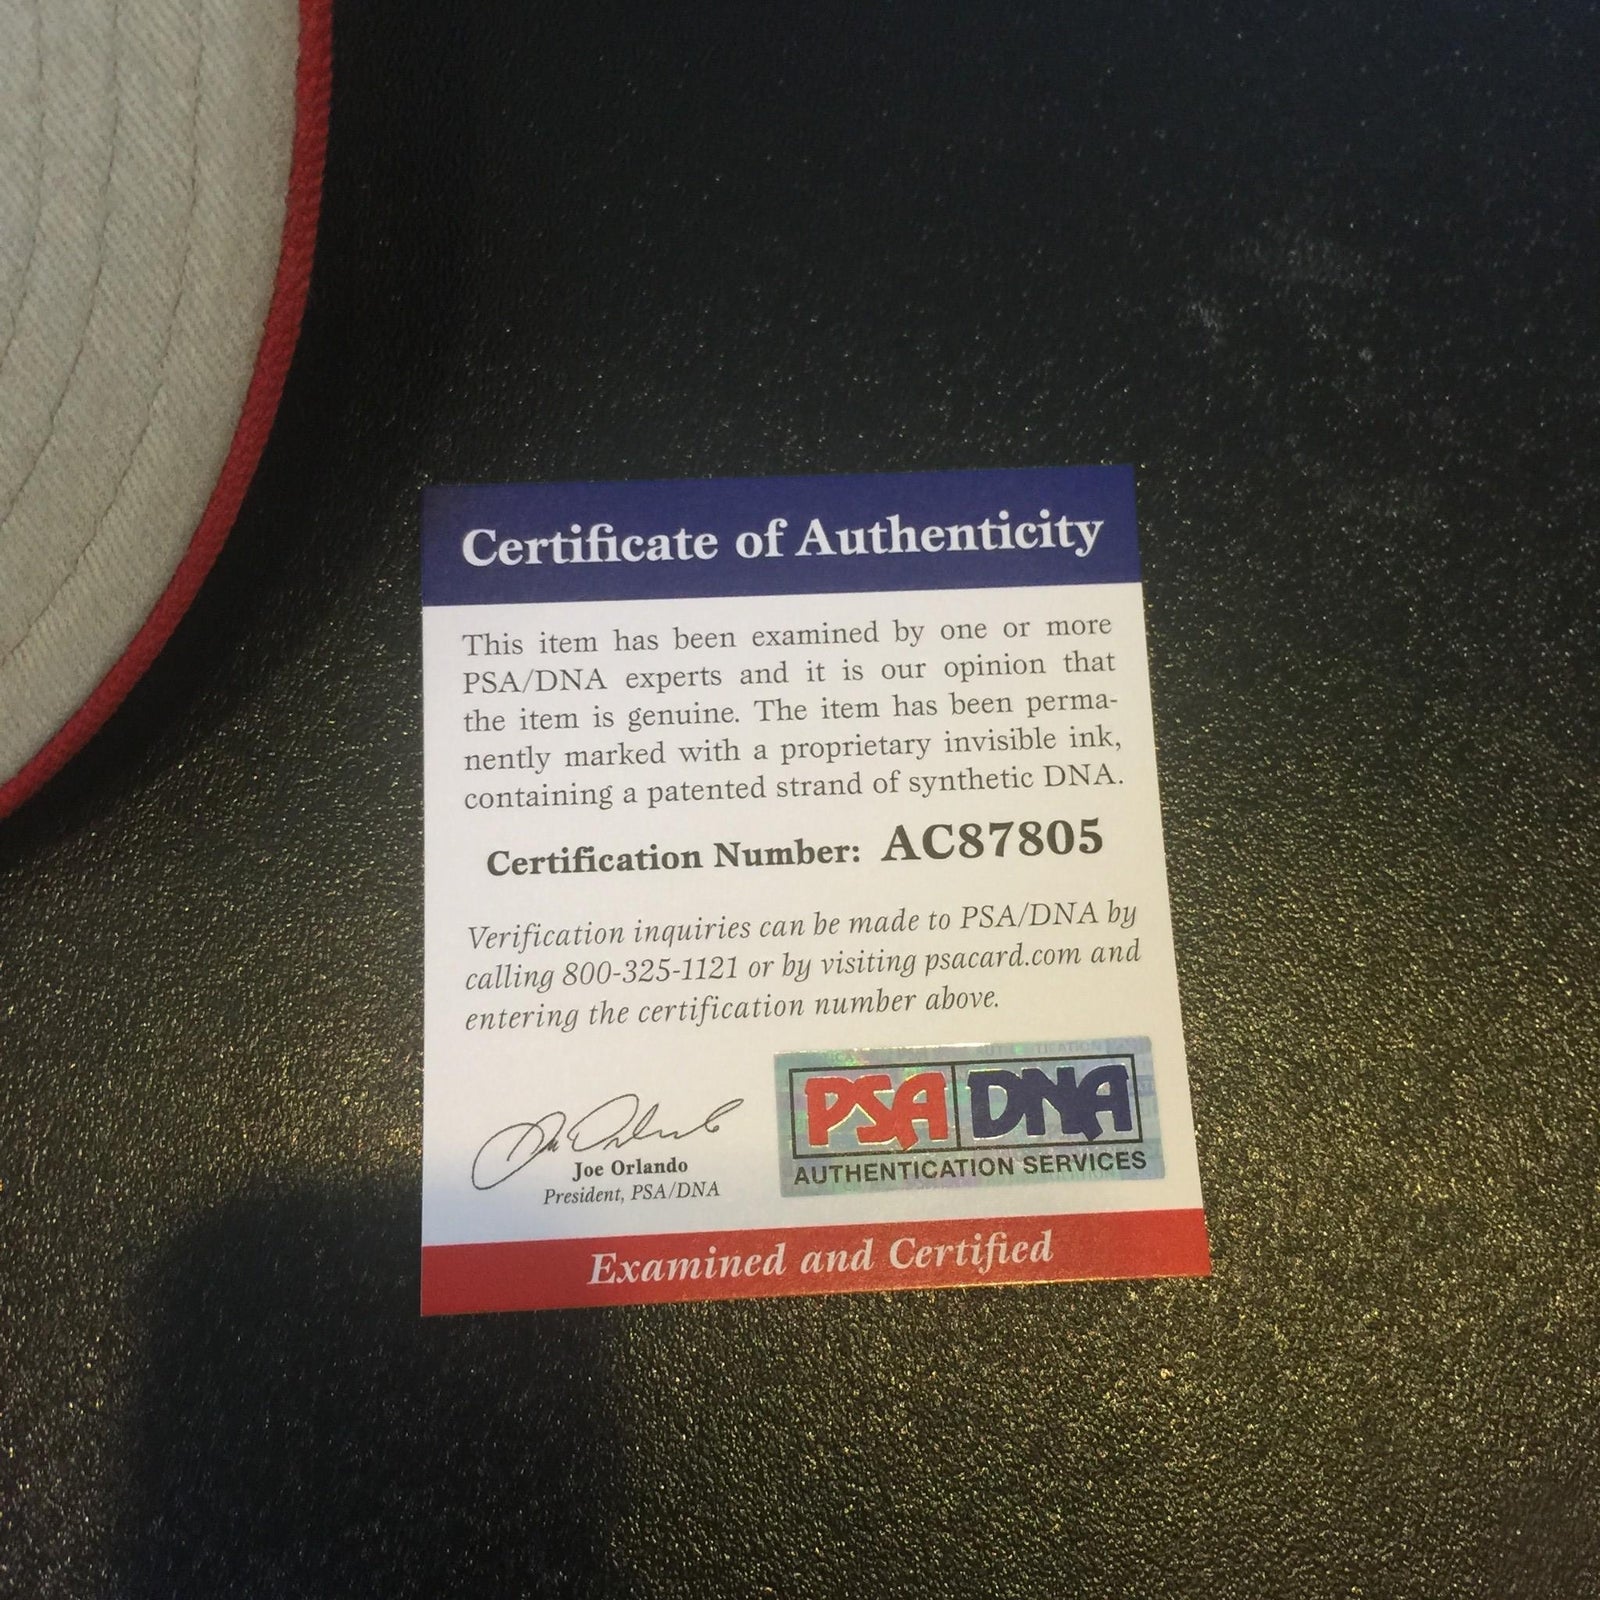 Certificate of Authenticity
This item has been examined by one or more
PSA/DNA experts and it is our opinion that
the item is genuine. The item has been perma-
nently marked with a proprietary invisible ink,
containing a patented strand of synthetic DNA.
Certification Number: AC87805
Verification inquiries can be made to PSA/DNA by
calling 800-325-1121 or by visiting psacard.com and
entering the certification number above.
Joe Orlando
President, PSA/DNA
PSA DNA
AUTHENTICATION SERVICES
Examined and Certified